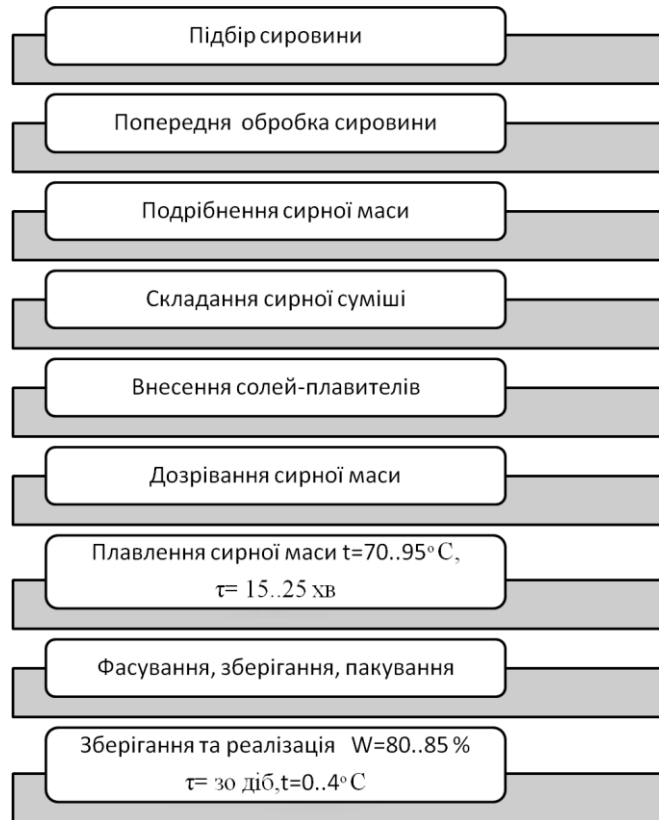 Підбір сировини
Попередня обробка сировини
Подрібнення сирної маси
Складання сирної суміші
Внесення солей-плавителів
Дозрівання сирної маси
Плавлення сирної маси t=70..95°С,
τ= 15..25 хв
Фасування, зберігання, пакування
Зберігання та реалізація W=80..85 %
τ= зо діб,t=0..4°С